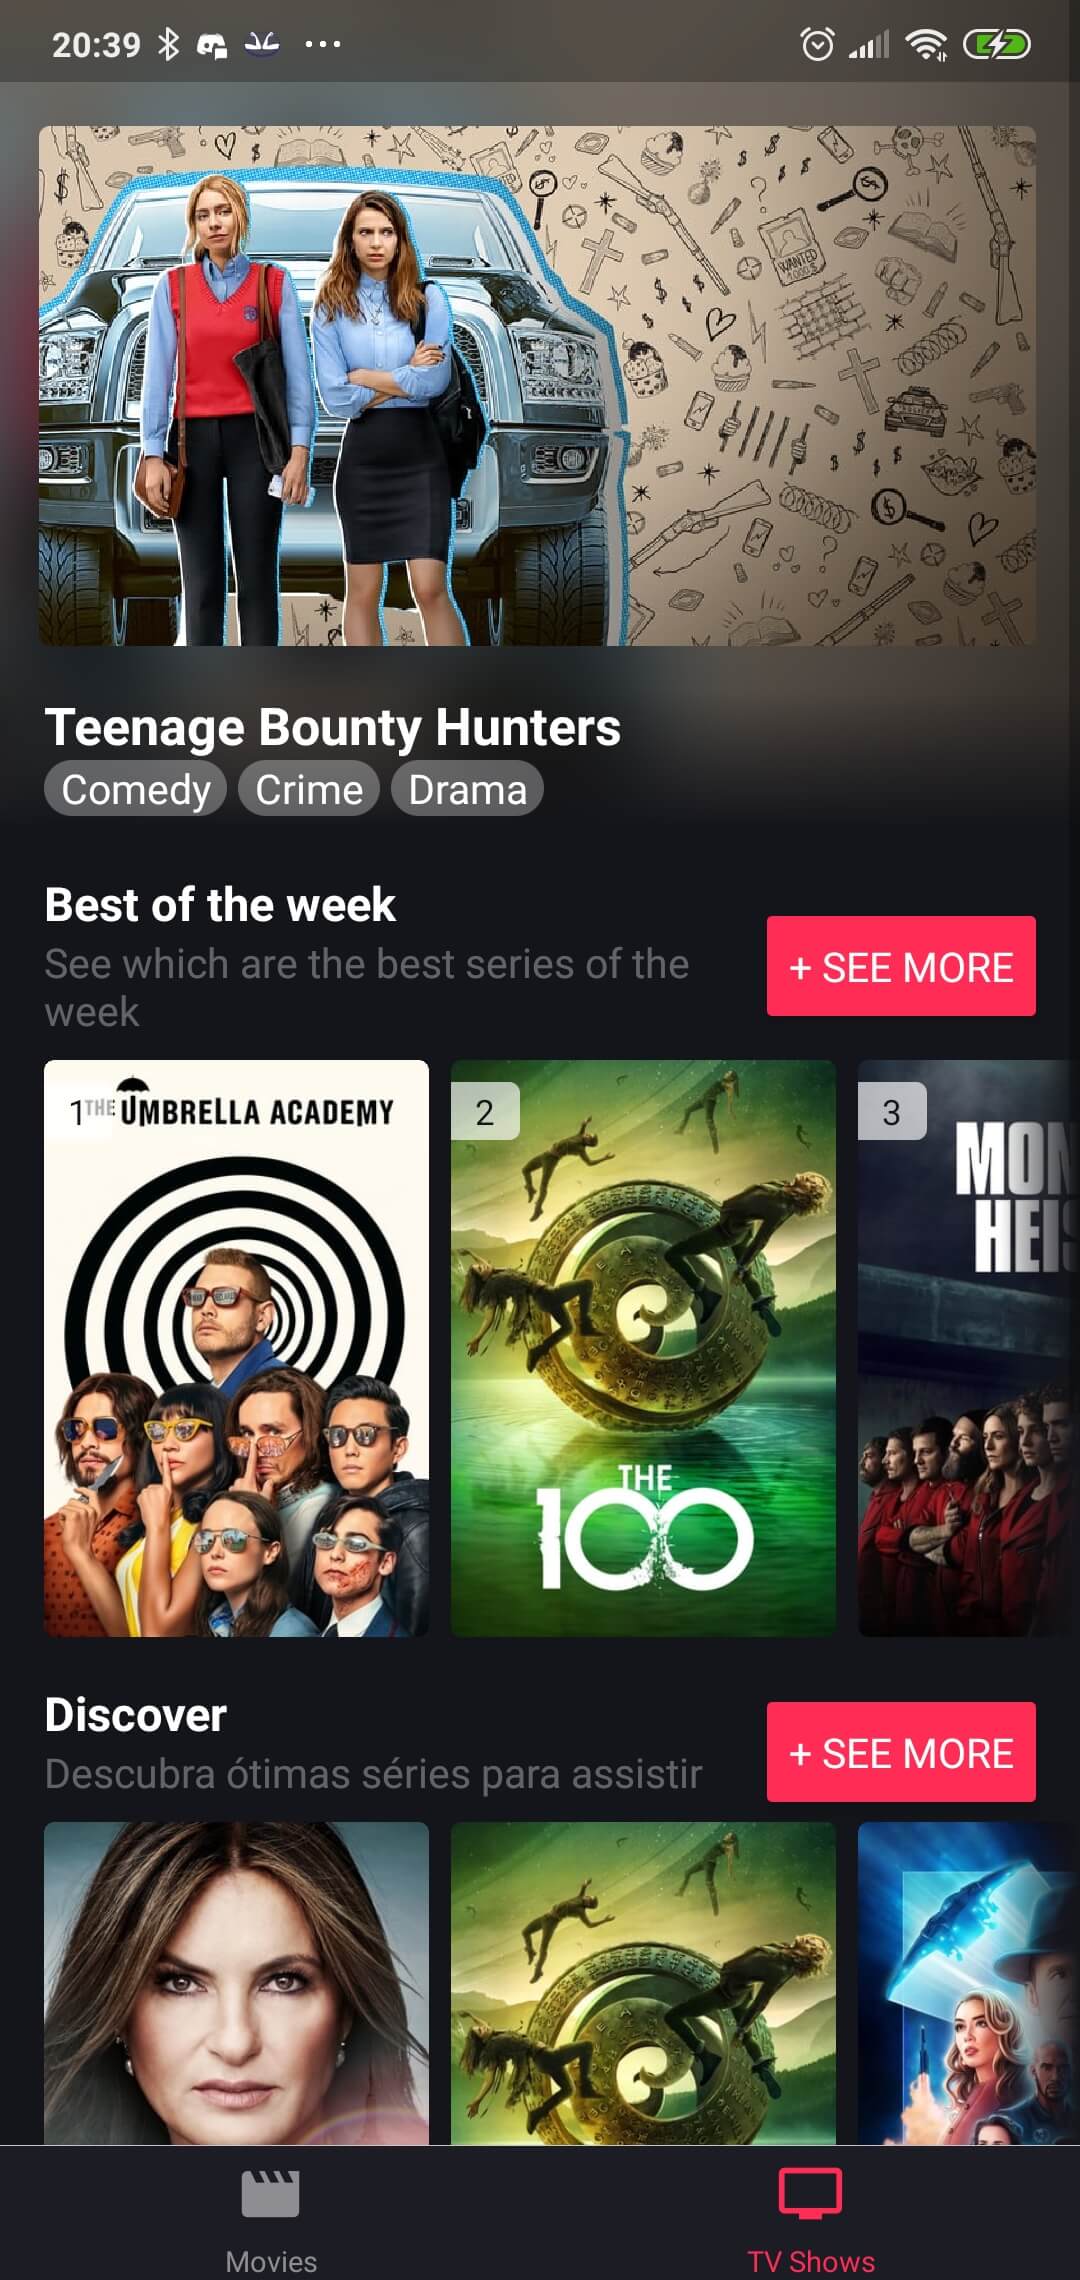 20:39
WANTED
Teenage Bounty Hunters
Comedy Crime Drama
Best of the week
See which are the best series of the
week
+ SEE MORE
1 THE UMBRELLA ACADEMY
2
THE
100
3
MON
HEIS
Discover
Descubra ótimas séries para assistir
+ SEE MORE
Movies
TV Shows